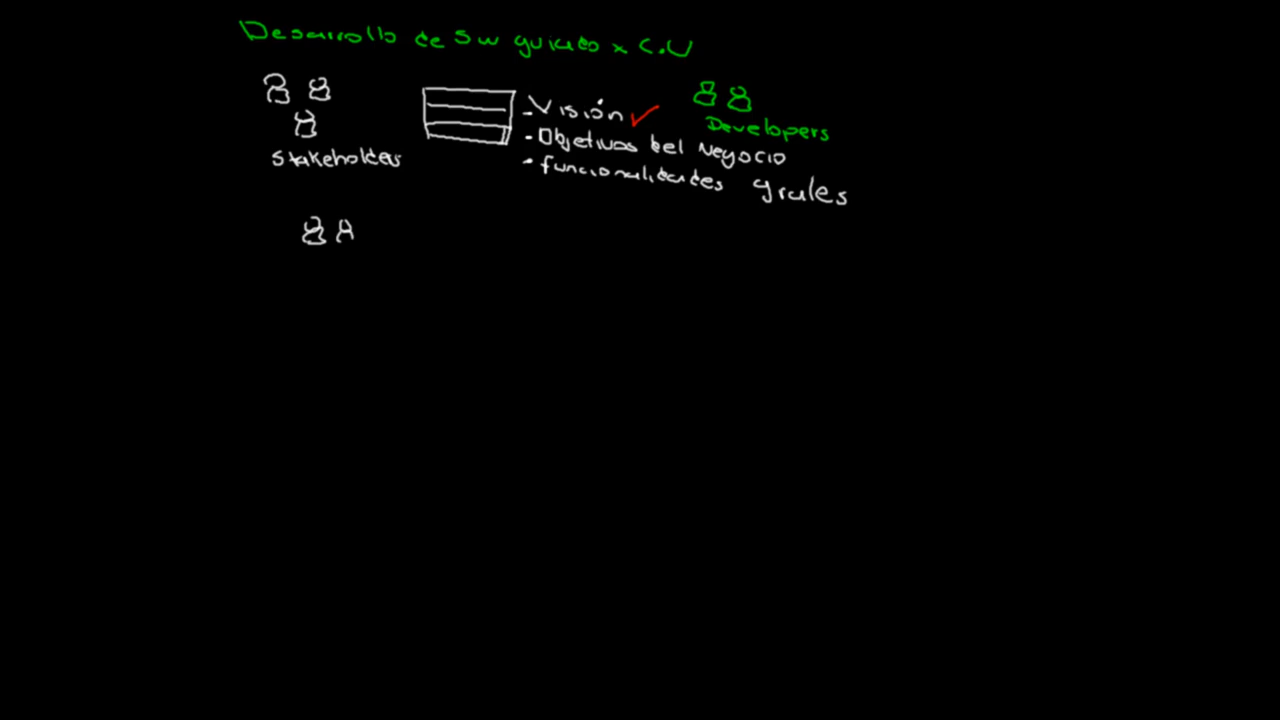 Desarrollo de SW guiado x C.U
Stakeholders
- Visión
- Objetivos del Negocio
• funcionalidades grales
Developers